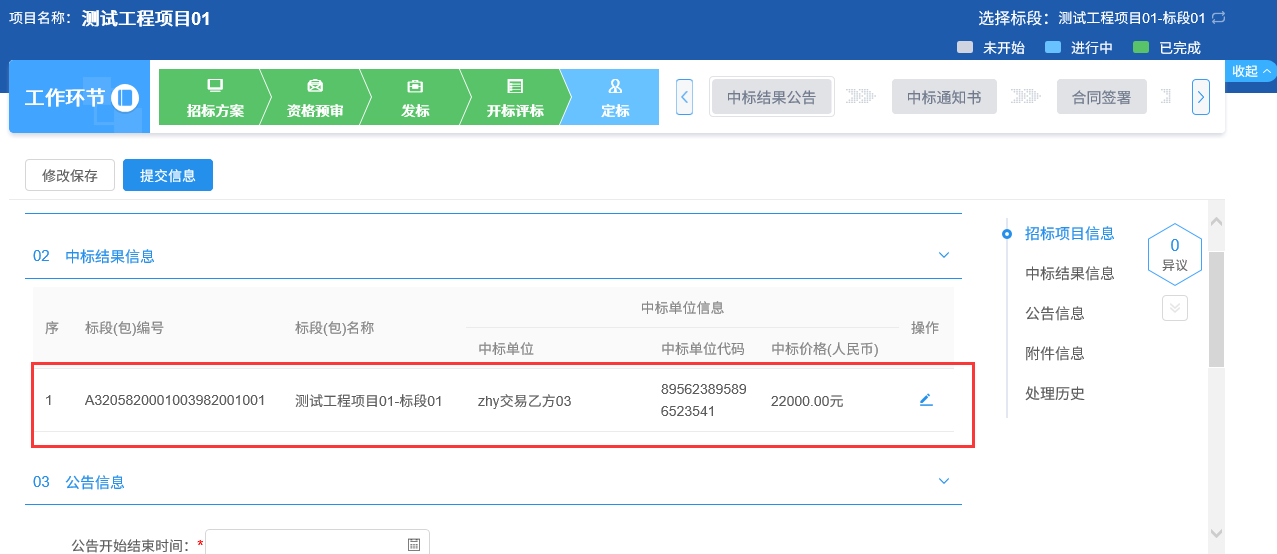 项目名称： 测试工程项目01
选择标段：测试工程项目01-标段01
未开始 进行中 已完成
收起
工作环节
招标方案 资格预审 发标 开标评标 定标
中标结果公告 中标通知书 合同签署
修改保存 提交信息
02 中标结果信息
序 标段(包)编号 标段(包)名称 中标单位信息 操作
中标单位 中标单位代码 中标价格(人民币)
1 A3205820001003982001001 测试工程项目01-标段01 zhy交易乙方03 89562389589 22000.00元
6523541
03 公告信息
公告开始结束时间：*
招标项目信息
中标结果信息
公告信息
附件信息
处理历史
0
异议